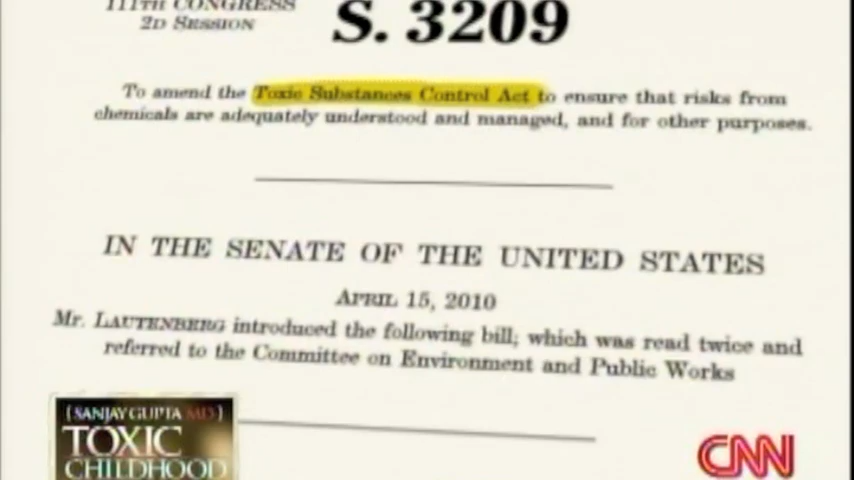 111TH CONGRESS
2D SESSION
S. 3209
To amend the Toxic Substances Control Act to ensure that risks from
chemicals are adequately understood and managed, and for other purposes.
IN THE SENATE OF THE UNITED STATES
APRIL 15, 2010
Mr. LAUTENBERG introduced the following bill; which was read twice and
referred to the Committee on Environment and Public Works
{SANJAY GUPTA MD}
TOXIC
CHILDHOOD
CNN